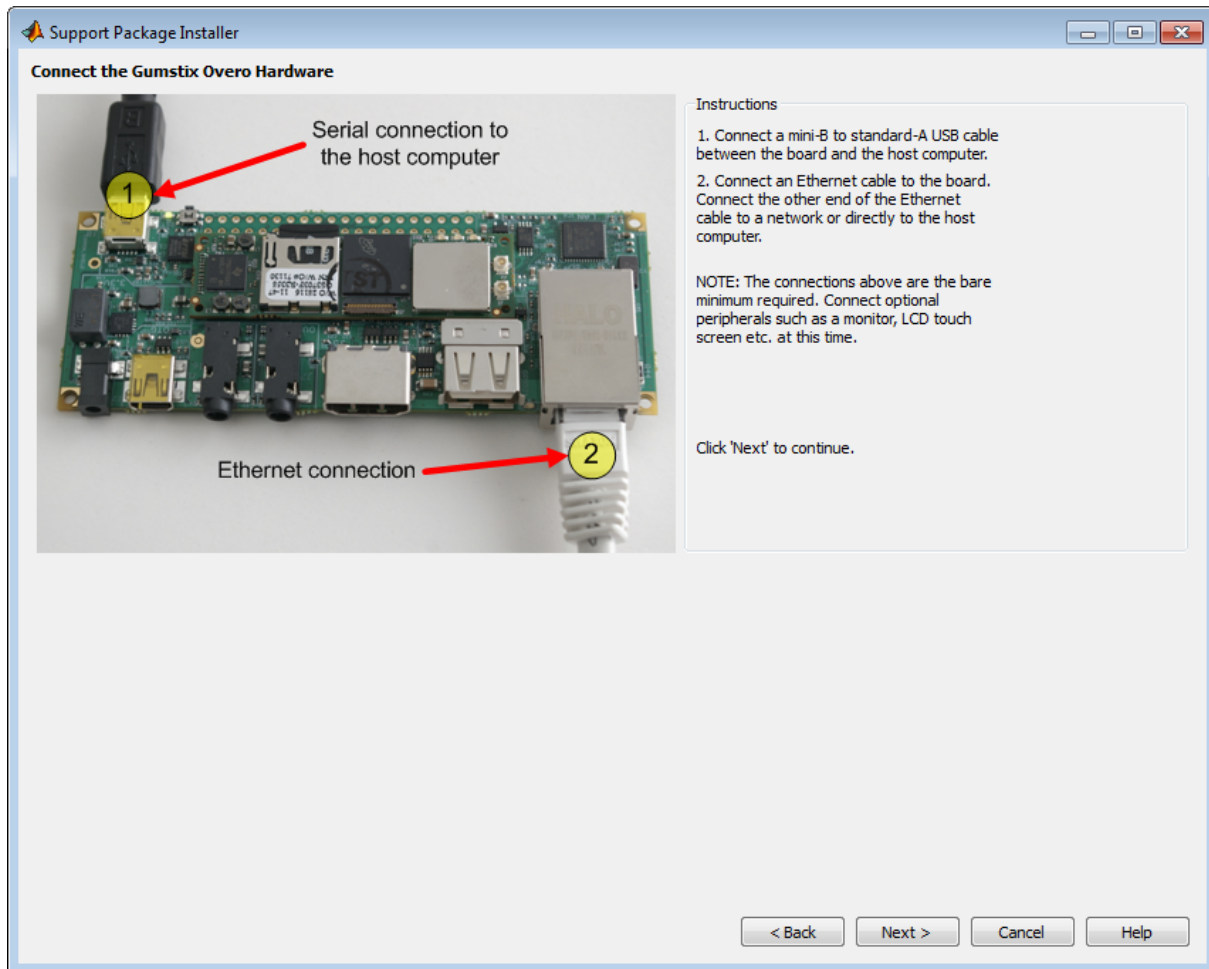 Support Package Installer
Connect the Gumstix Overo Hardware
Serial connection to
the host computer
1
Ethernet connection
2
Instructions
1. Connect a mini-B to standard-A USB cable
between the board and the host computer.
2. Connect an Ethernet cable to the board.
Connect the other end of the Ethernet
cable to a network or directly to the host
computer.
NOTE: The connections above are the bare
minimum required. Connect optional
peripherals such as a monitor, LCD touch
screen etc. at this time.
Click 'Next' to continue.
< Back
Next >
Cancel
Help